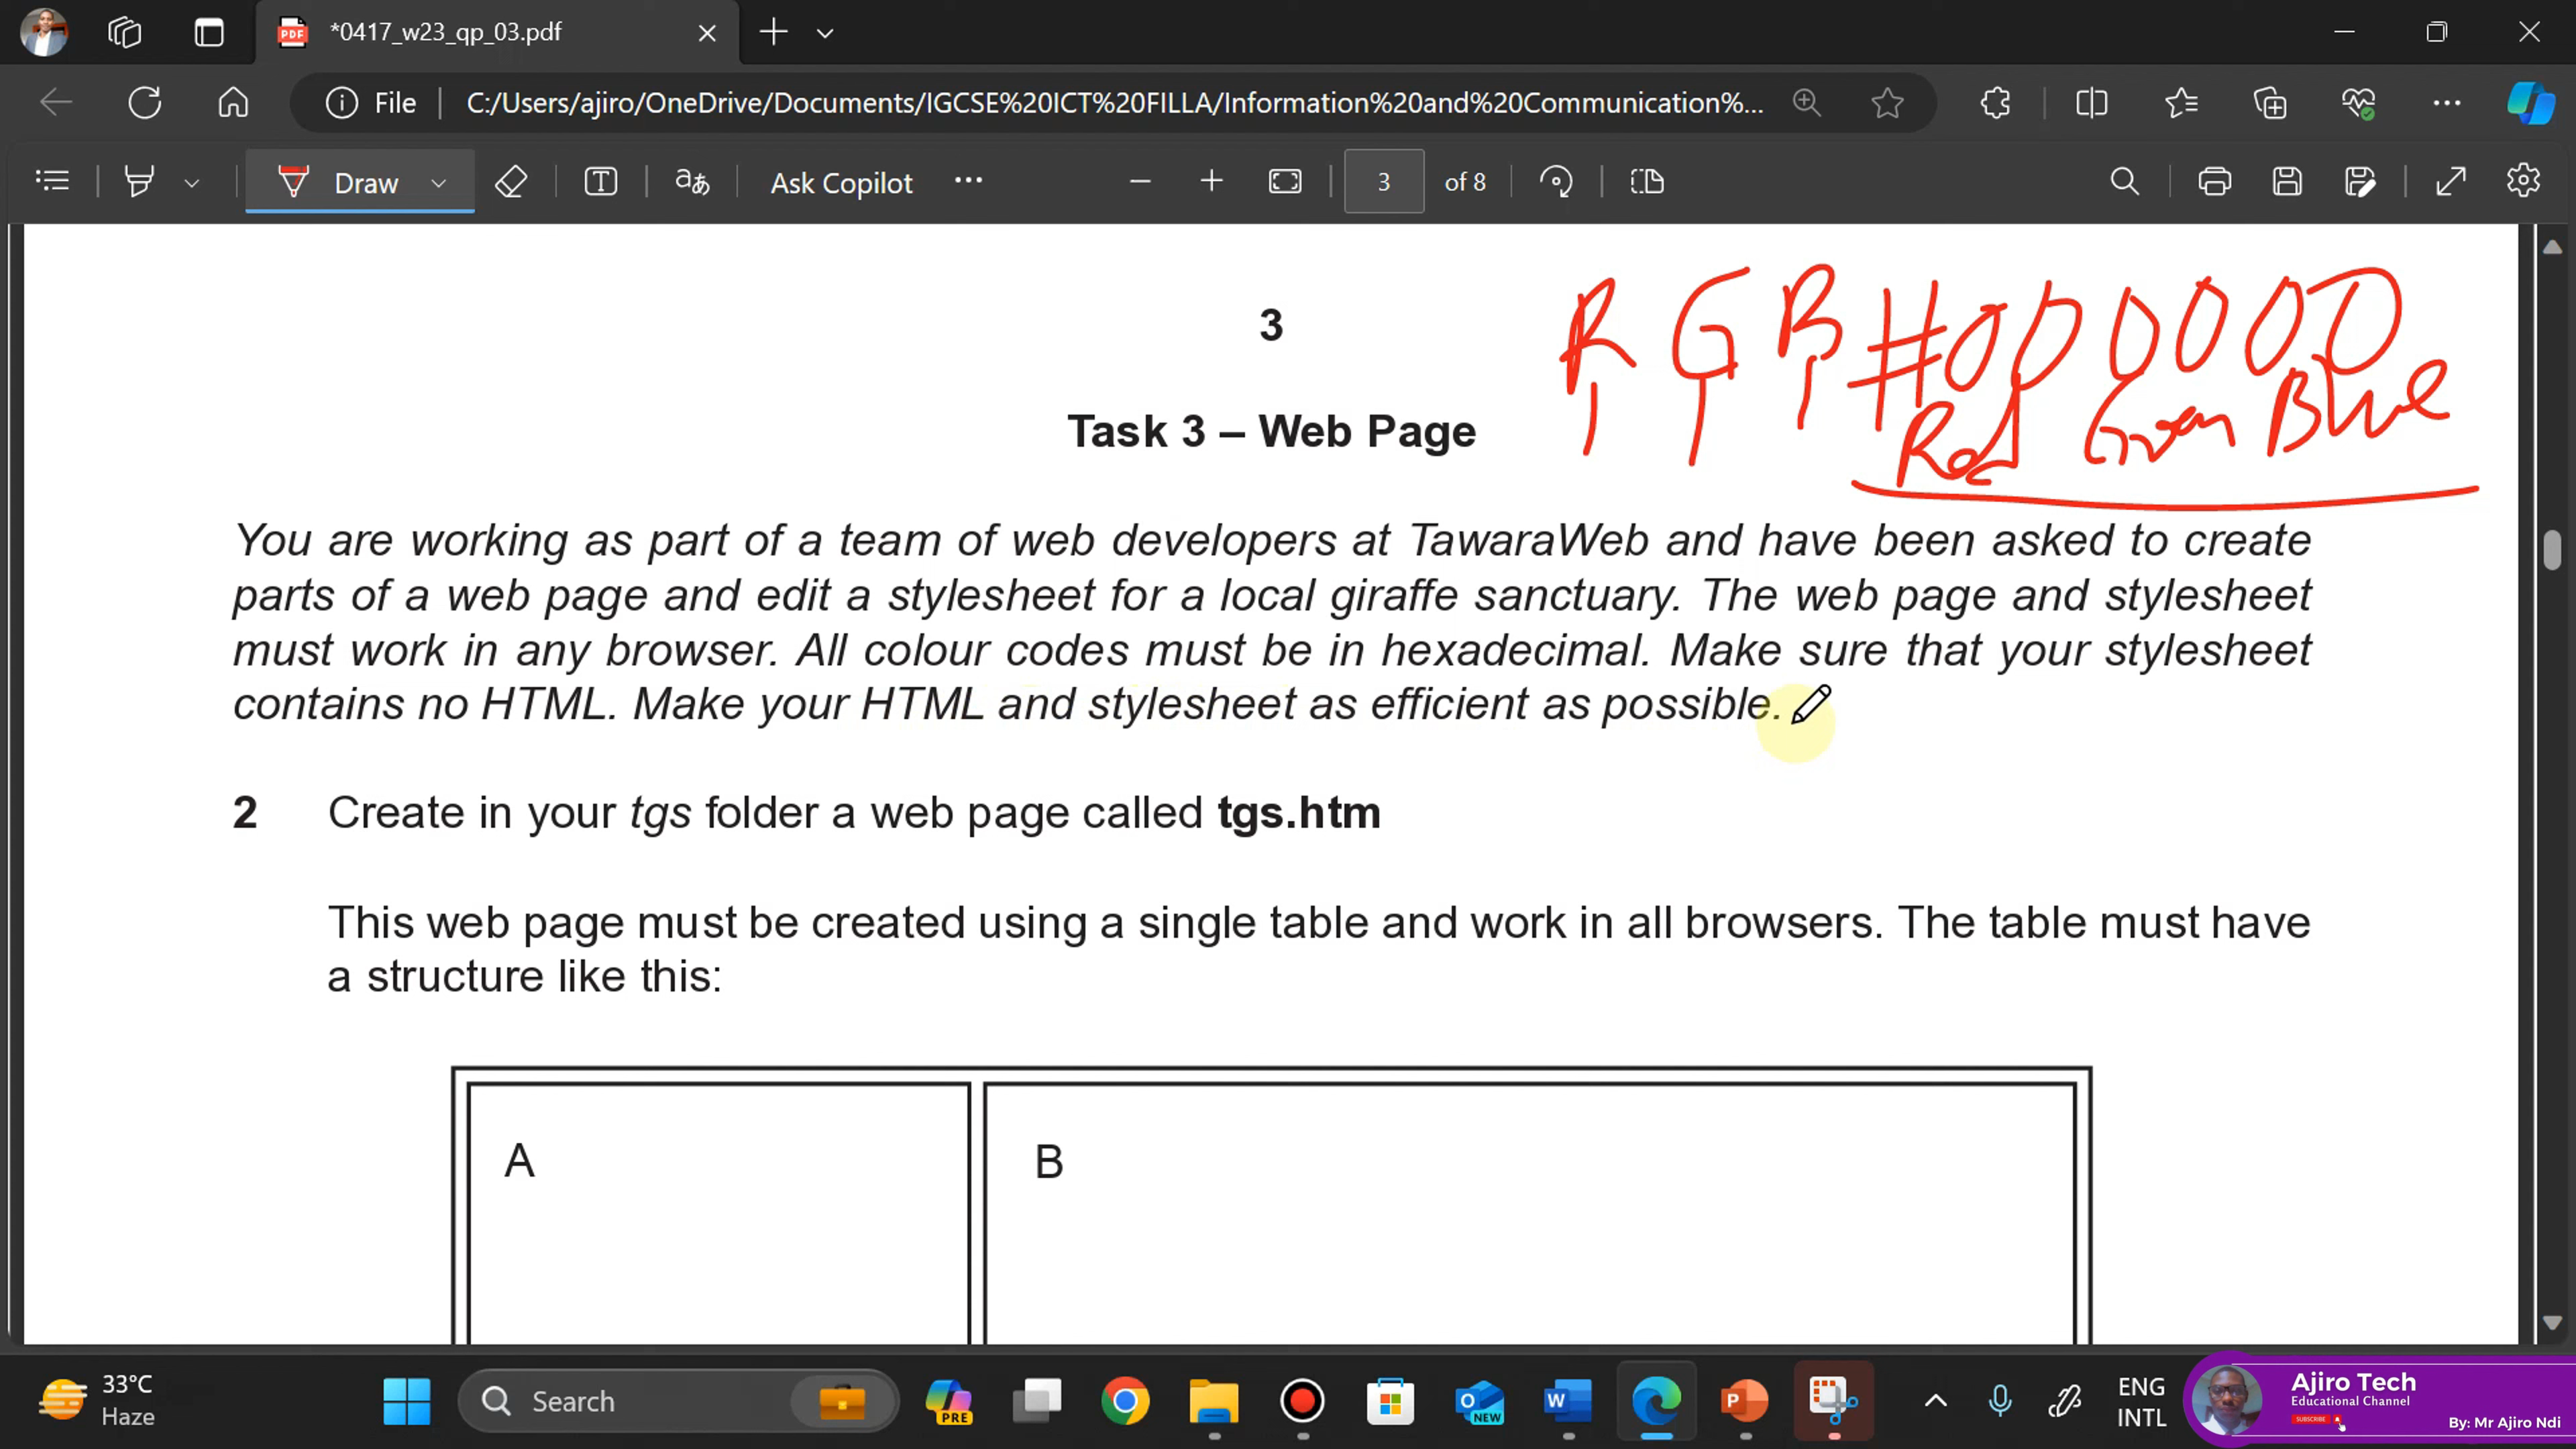 *0417_w23_qp_03.pdf
File
C:/Users/ajiro/OneDrive/Documents/IGCSE%20ICT%20FILLA/Information%20and%20Communication%...
Draw
Ask Copilot
3
of 8
3
R G B #000000
Red Green Blue
Task 3 – Web Page
You are working as part of a team of web developers at TawaraWeb and have been asked to create
parts of a web page and edit a stylesheet for a local giraffe sanctuary. The web page and stylesheet
must work in any browser. All colour codes must be in hexadecimal. Make sure that your stylesheet
contains no HTML. Make your HTML and stylesheet as efficient as possible.
2 Create in your tgs folder a web page called tgs.htm
This web page must be created using a single table and work in all browsers. The table must have
a structure like this:
A
B
33°C
Haze
Search
PRE
NEW
ENG
INTL
Ajiro Tech
Educational Channel
SUBSCRIBE
By: Mr Ajiro Ndi